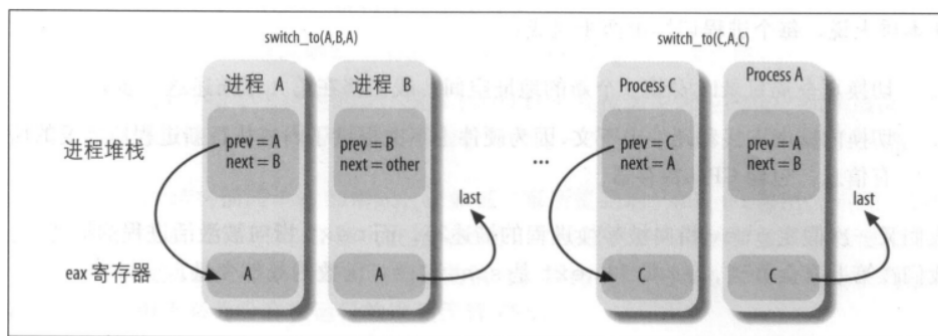 switch_to(A,B,A)
switch_to(C,A,C)
进程 A
进程 B
Process C
Process A
进程堆栈
prev = A
next = B
prev = B
next = other
...
prev = C
next = A
prev = A
next = B
last
last
eax 寄存器
A
A
C
C